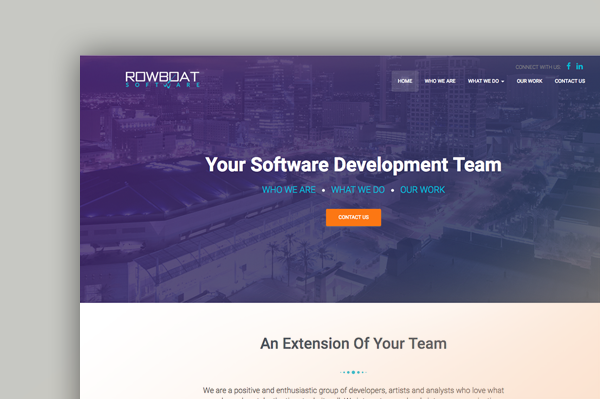 CONNECT WITH US
ROWBOAT
SOFTWARE
HOME WHO WE ARE WHAT WE DO OUR WORK CONTACT US
Your Software Development Team
WHO WE ARE • WHAT WE DO • OUR WORK
CONTACT US
An Extension Of Your Team
We are a positive and enthusiastic group of developers, artists and analysts who love what